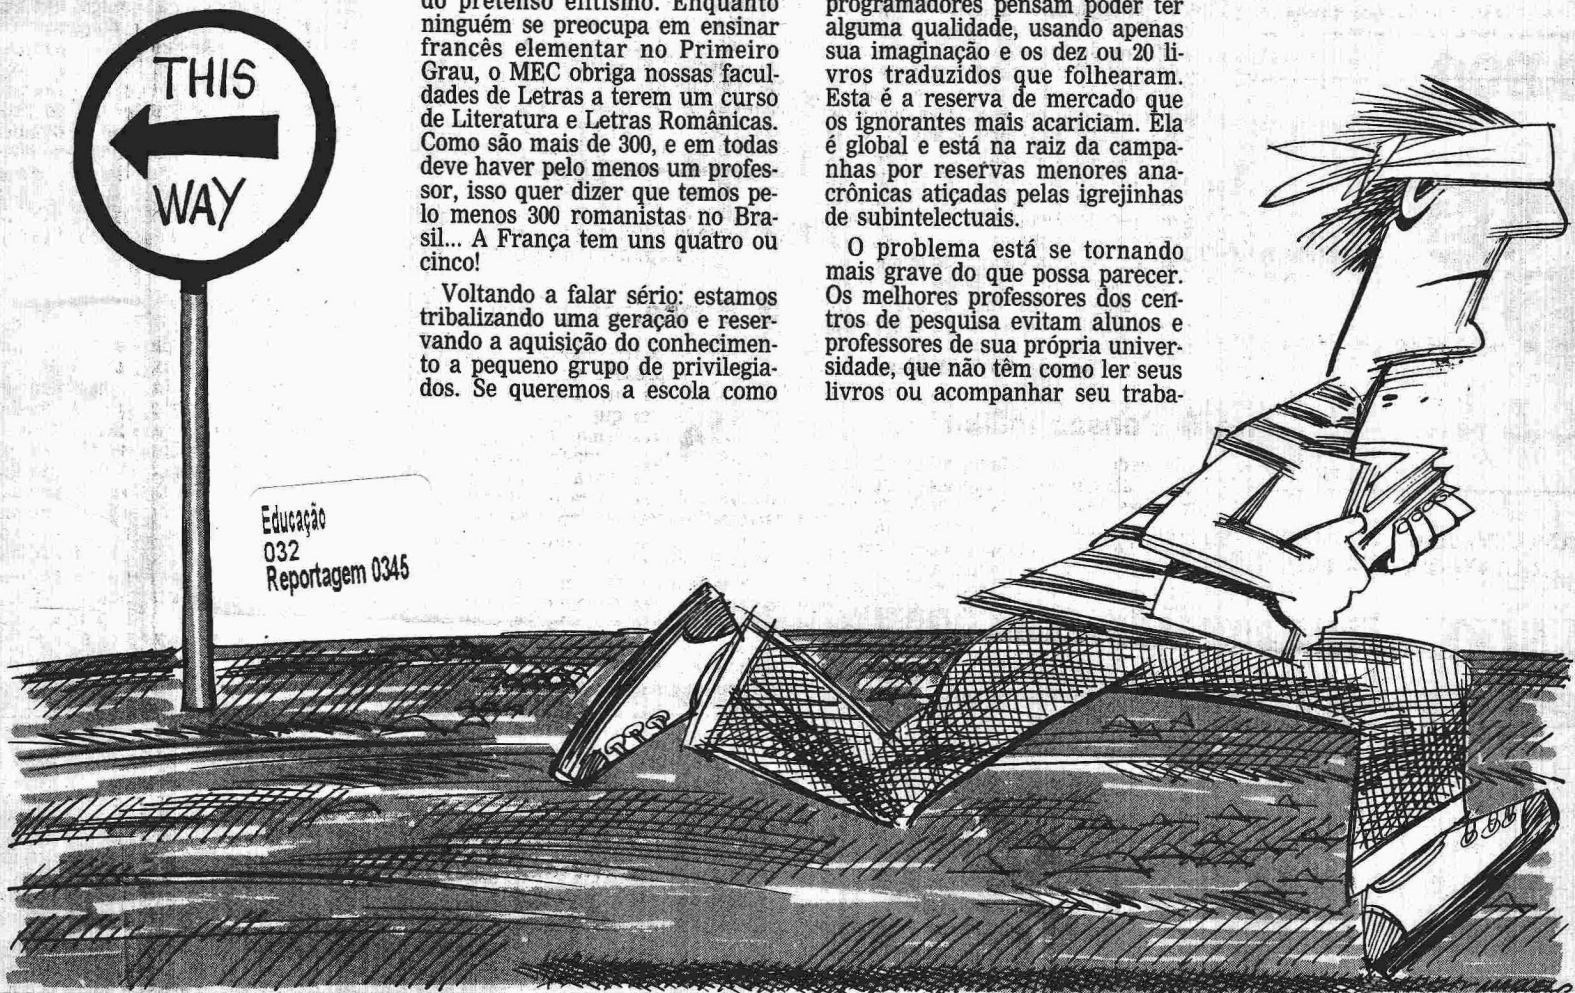 THIS
WAY
do pretenso elitismo. Enquanto
ninguém se preocupa em ensinar
francês elementar no Primeiro
Grau, o MEC obriga nossas facul-
dades de Letras a terem um curso
de Literatura e Letras Românicas.
Como são mais de 300, e em todas
deve haver pelo menos um profes-
sor, isso quer dizer que temos pe-
lo menos 300 romanistas no Bra-
sil... A França tem uns quatro ou
cinco!
Voltando a falar sério: estamos
tribalizando uma geração e reser-
vando a aquisição do conhecimen-
to a pequeno grupo de privilegia-
dos. Se queremos a escola como
programadores pensam poder ter
alguma qualidade, usando apenas
sua imaginação e os dez ou 20 li-
vros traduzidos que folhearam.
Esta é a reserva de mercado que
os ignorantes mais acariciam. Ela
é global e está na raiz da campa-
nhas por reservas menores ana-
crônicas atiçadas pelas igrejinhas
de subintelectuais.
O problema está se tornando
mais grave do que possa parecer.
Os melhores professores dos cen-
tros de pesquisa evitam alunos e
professores de sua própria univer-
sidade, que não têm como ler seus
livros ou acompanhar seu traba-
Educação
032
Reportagem 0345